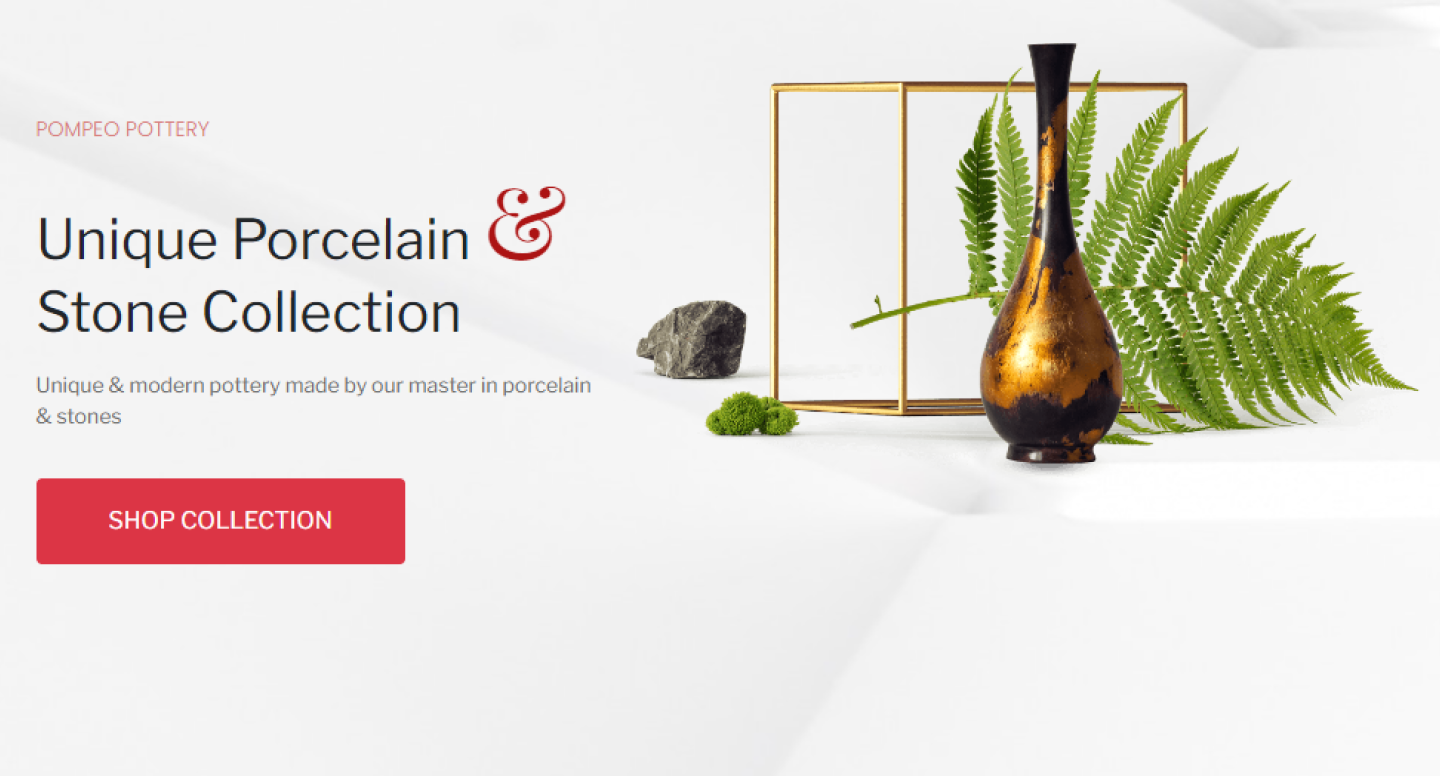 POMPEO POTTERY
Unique Porcelain &
Stone Collection
Unique & modern pottery made by our master in porcelain
& stones
SHOP COLLECTION